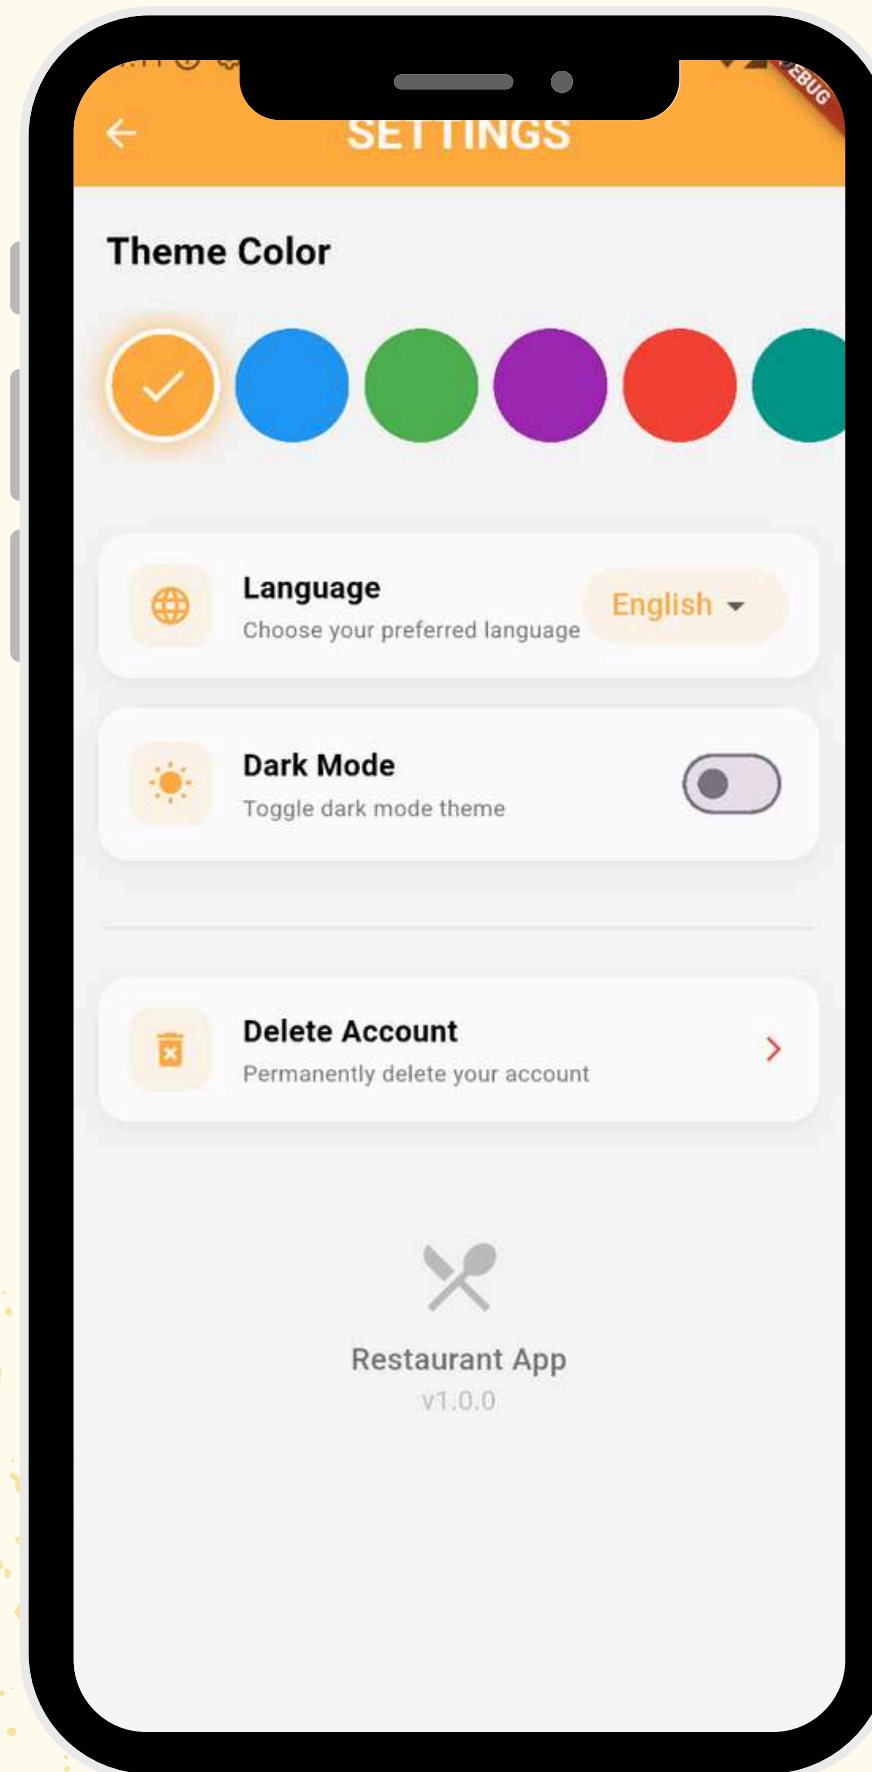 DEBUG
SETTINGS
Theme Color
Language
Choose your preferred language
English
Dark Mode
Toggle dark mode theme
Delete Account
Permanently delete your account
Restaurant App
v1.0.0